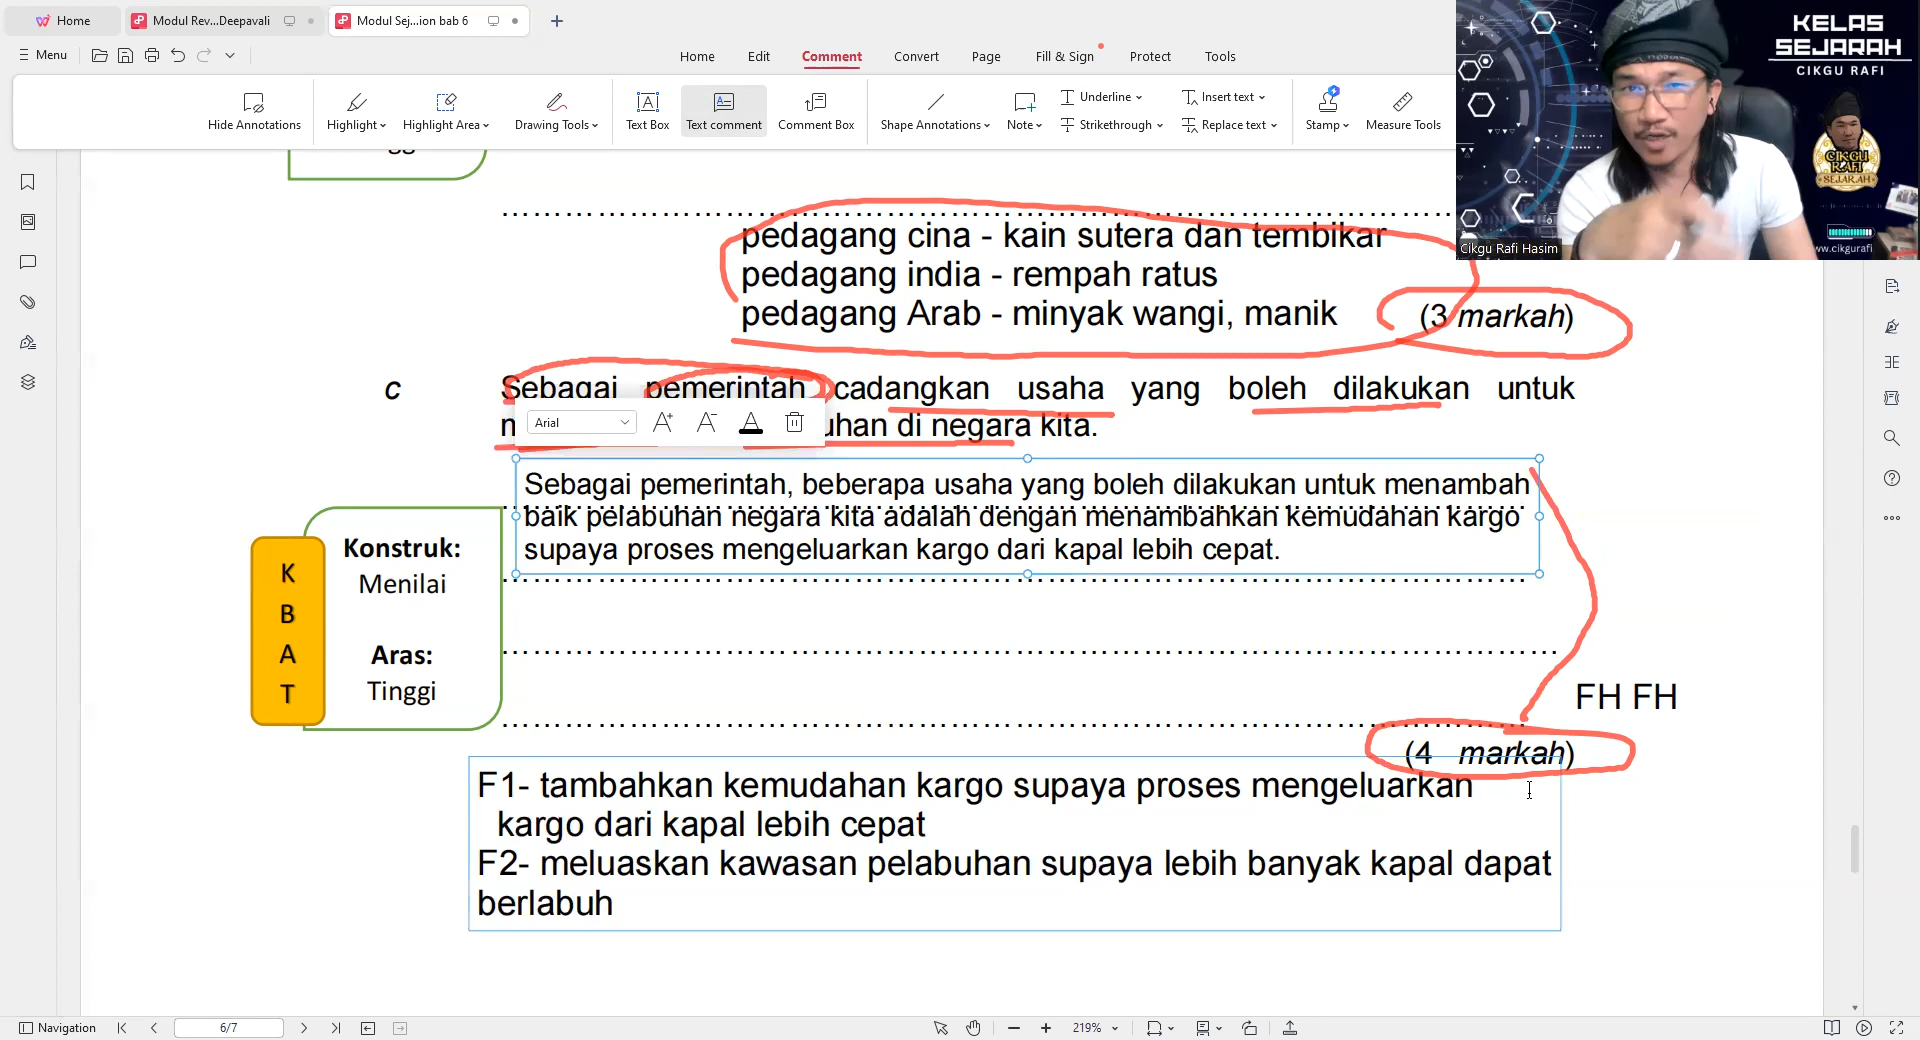 Home
Modul Rev...Deepavali
Modul Sej...ion bab 6
Menu
Home
Edit
Comment
Convert
Page
Fill & Sign
Protect
Tools
Hide Annotations
Highlight
Highlight Area
Drawing Tools
Text Box
Text comment
Comment Box
Shape Annotations
Note
Underline
Strikethrough
Insert text
Replace text
Stamp
Measure Tools
KELAS
SEJARAH
CIKGU RAFI
CIKGU
RAFI
SEJARAH
ww.cikgurafi
Cikgu Rafi Hasim
pedagang cina - kain sutera dan tembIkar
pedagang india - rempah ratus
pedagang Arab - minyak wangi, manik
(3 markah)
c
Sebagai pemerintah cadangkan usaha yang boleh dilakukan untuk
uhan di negara kita.
Arial
Sebagai pemerintah, beberapa usaha yang boleh dilakukan untuk menambah
baik pelabuhan negara kita adalah dengan menambahkan kemudahan kargo
supaya proses mengeluarkan kargo dari kapal lebih cepat.
K
B
A
T
Konstruk:
Menilai
Aras:
Tinggi
FH FH
(4 markah)
F1- tambahkan kemudahan kargo supaya proses mengeluarkan
kargo dari kapal lebih cepat
F2- meluaskan kawasan pelabuhan supaya lebih banyak kapal dapat
berlabuh
Navigation
6/7
219%